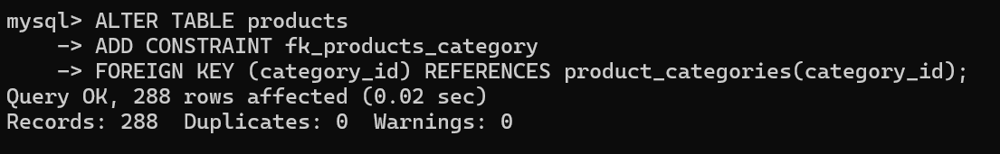 mysql> ALTER TABLE products
    -> ADD CONSTRAINT fk_products_category
    -> FOREIGN KEY (category_id) REFERENCES product_categories(category_id);
Query OK, 288 rows affected (0.02 sec)
Records: 288  Duplicates: 0  Warnings: 0